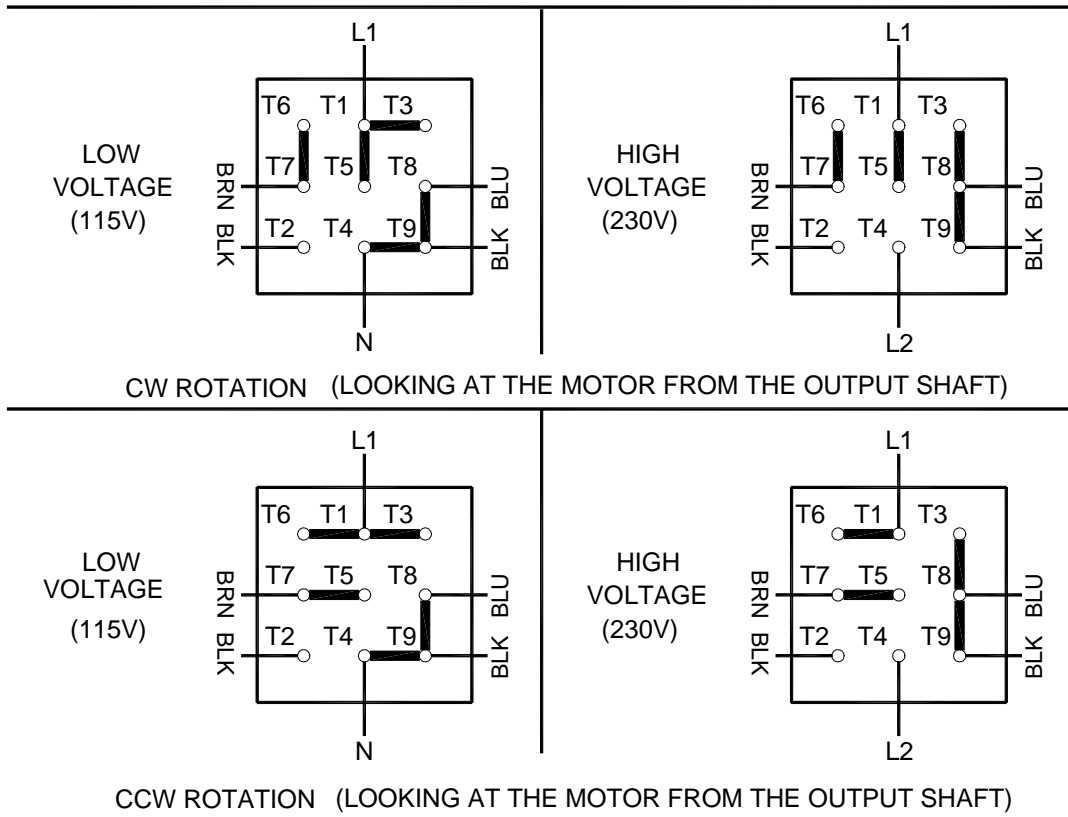 L1
T6 T1 T3
LOW
VOLTAGE
(115V)
BRN
T7 T5 T8
BLU
BLK
T2 T4 T9
BLK
N
L1
T6 T1 T3
HIGH
VOLTAGE
(230V)
BRN
T7 T5 T8
BLU
BLK
T2 T4 T9
BLK
L2
CW ROTATION (LOOKING AT THE MOTOR FROM THE OUTPUT SHAFT)
L1
T6 T1 T3
LOW
VOLTAGE
(115V)
BRN
T7 T5 T8
BLU
BLK
T2 T4 T9
BLK
N
L1
T6 T1 T3
HIGH
VOLTAGE
(230V)
BRN
T7 T5 T8
BLU
BLK
T2 T4 T9
BLK
L2
CCW ROTATION (LOOKING AT THE MOTOR FROM THE OUTPUT SHAFT)